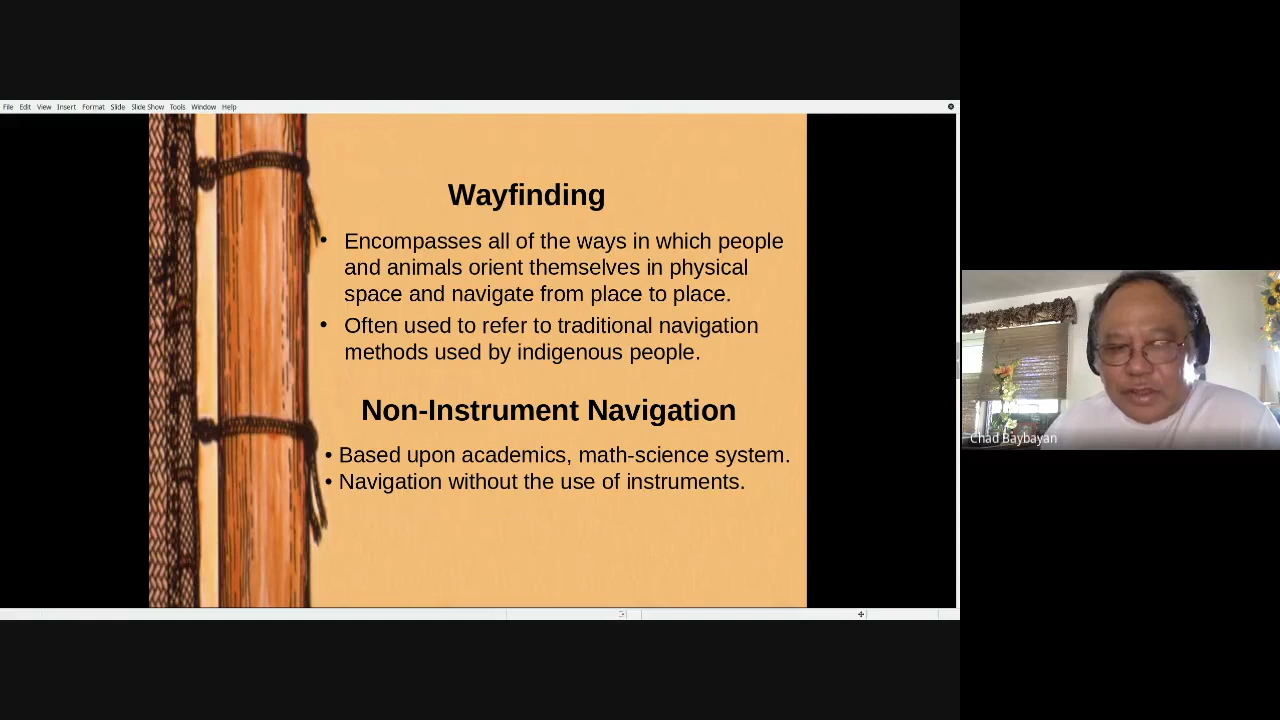 File Edit View Insert Format Slide Slide Show Tools Window Help
Wayfinding
• Encompasses all of the ways in which people
and animals orient themselves in physical
space and navigate from place to place.
• Often used to refer to traditional navigation
methods used by indigenous people.
Non-Instrument Navigation
• Based upon academics, math-science system.
• Navigation without the use of instruments.
Chad Baybayan